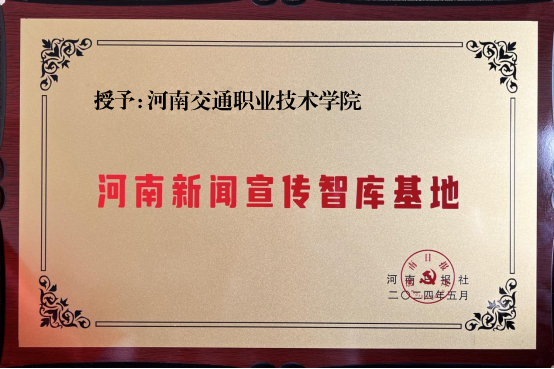 授予:河南交通职业技术学院
河南新闻宣传智库基地
河南日报社
二〇二四年五月